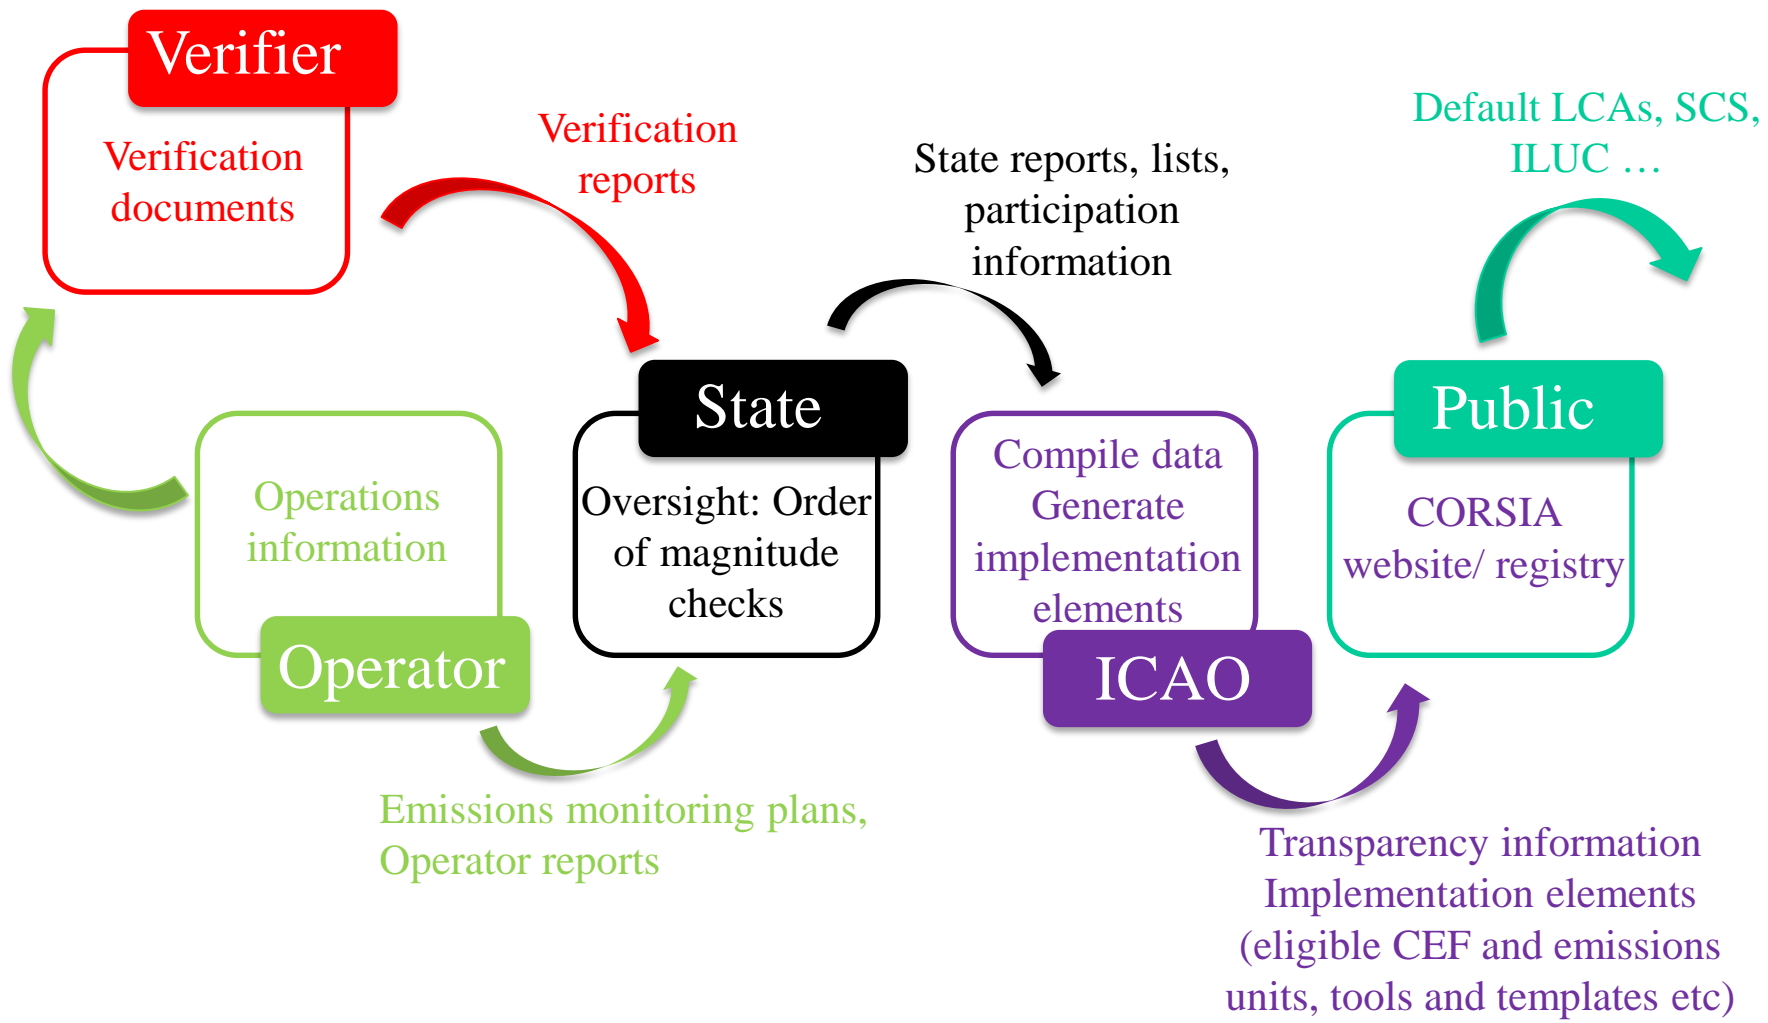 Verifier
Verification
documents
Verification
reports
State reports, lists,
participation
information
Default LCAs, SCS,
ILUC …
Operations
information
Operator
State
Oversight: Order
of magnitude
checks
Compile data
Generate
implementation
elements
ICAO
Public
CORSIA
website/ registry
Emissions monitoring plans,
Operator reports
Transparency information
Implementation elements
(eligible CEF and emissions
units, tools and templates etc)